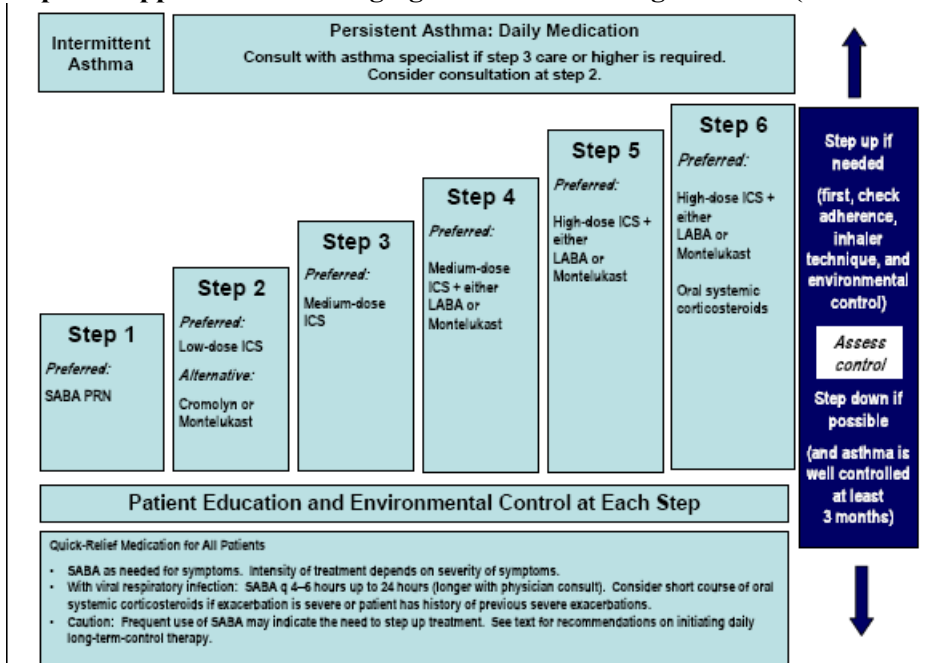 Intermittent
Asthma
Persistent Asthma: Daily Medication
Consult with asthma specialist if step 3 care or higher is required.
Consider consultation at step 2.
Step 1
Preferred:
SABA PRN
Step 2
Preferred:
Low-dose ICS
Alternative:
Cromolyn or
Montelukast
Step 3
Preferred:
Medium-dose
ICS
Step 4
Preferred:
Medium-dose
ICS + either
LABA or
Montelukast
Step 5
Preferred:
High-dose ICS +
either
LABA or
Montelukast
Step 6
Preferred:
High-dose ICS +
either
LABA or
Montelukast
Oral systemic
corticosteroids
Step up if
needed
(first, check
adherence,
inhaler
technique, and
environmental
control)
Assess
control
Step down if
possible
(and asthma is
well controlled
at least
3 months)
Patient Education and Environmental Control at Each Step
Quick-Relief Medication for All Patients
• SABA as needed for symptoms. Intensity of treatment depends on severity of symptoms.
• With viral respiratory infection: SABA q 4–6 hours up to 24 hours (longer with physician consult). Consider short course of oral
systemic corticosteroids if exacerbation is severe or patient has history of previous severe exacerbations.
• Caution: Frequent use of SABA may indicate the need to step up treatment. See text for recommendations on initiating daily
long-term-control therapy.